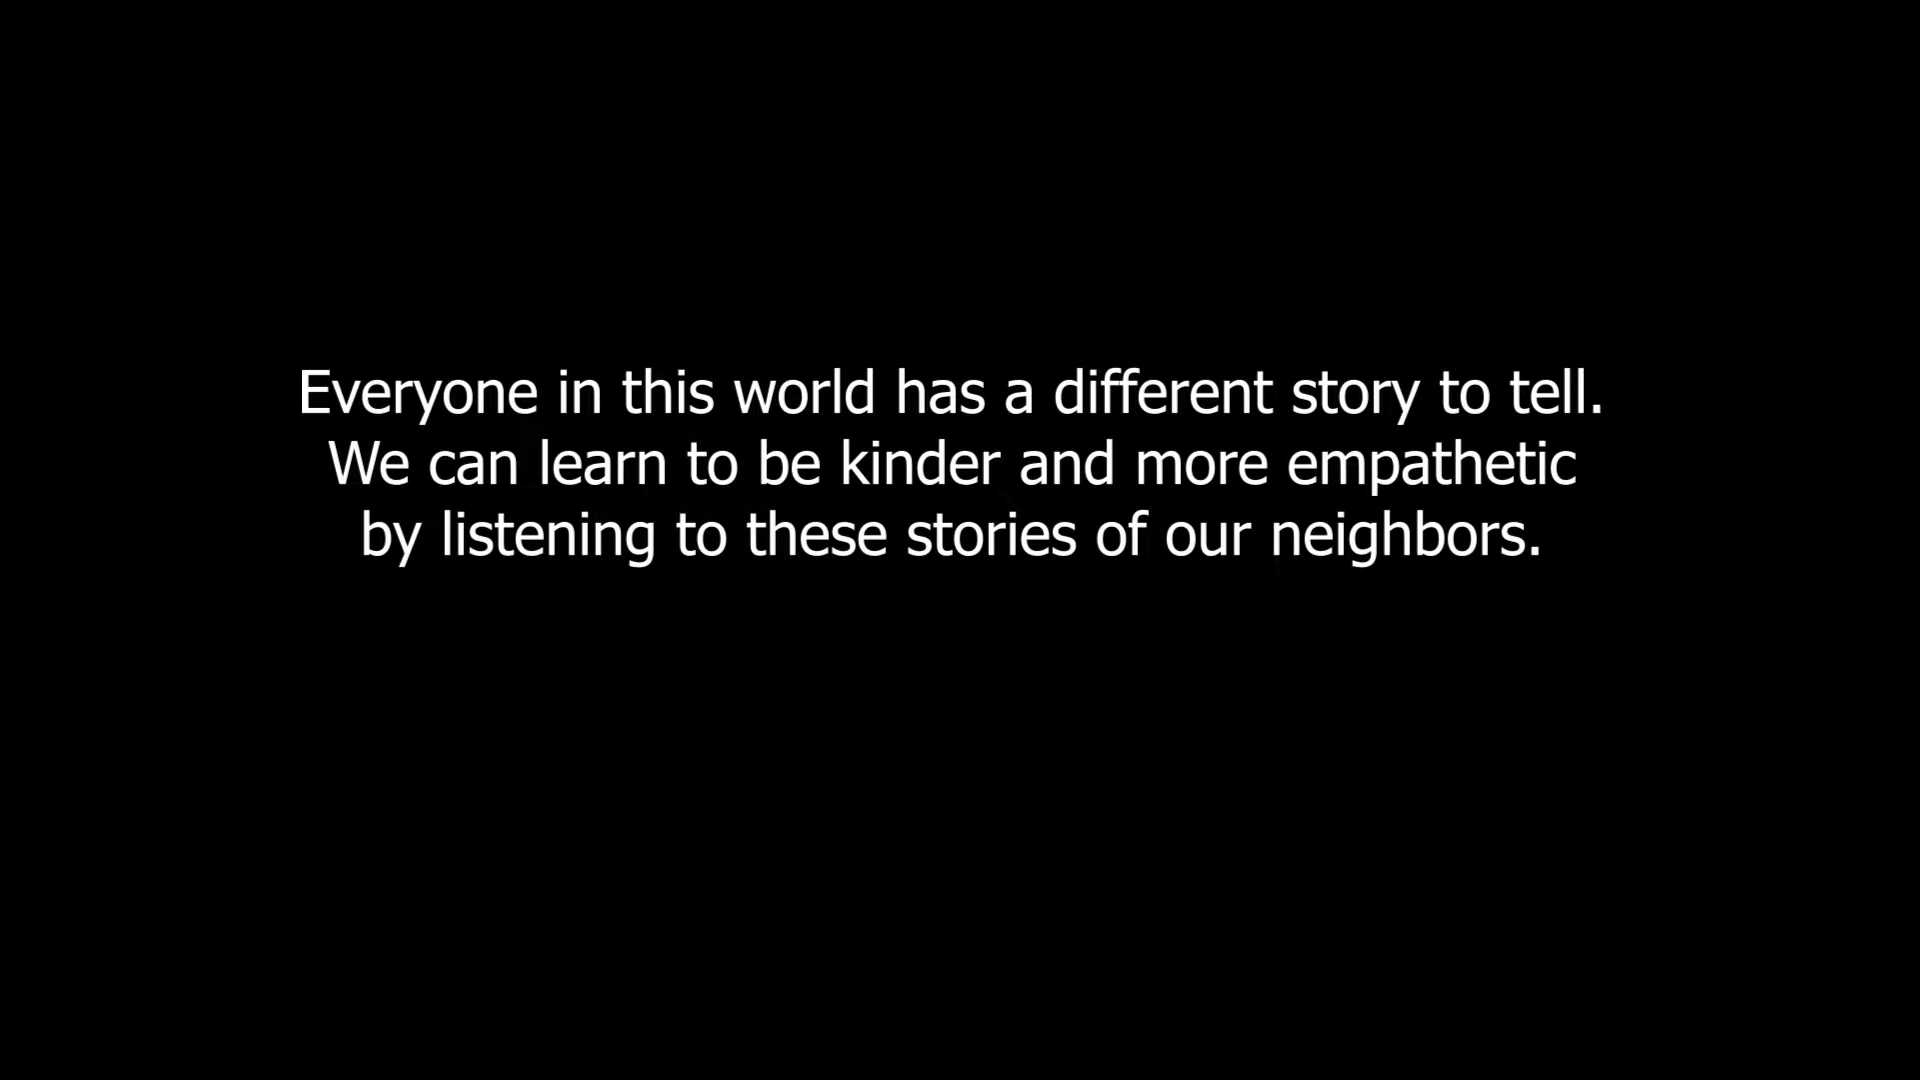 Everyone in this world has a different story to tell.
We can learn to be kinder and more empathetic
by listening to these stories of our neighbors.